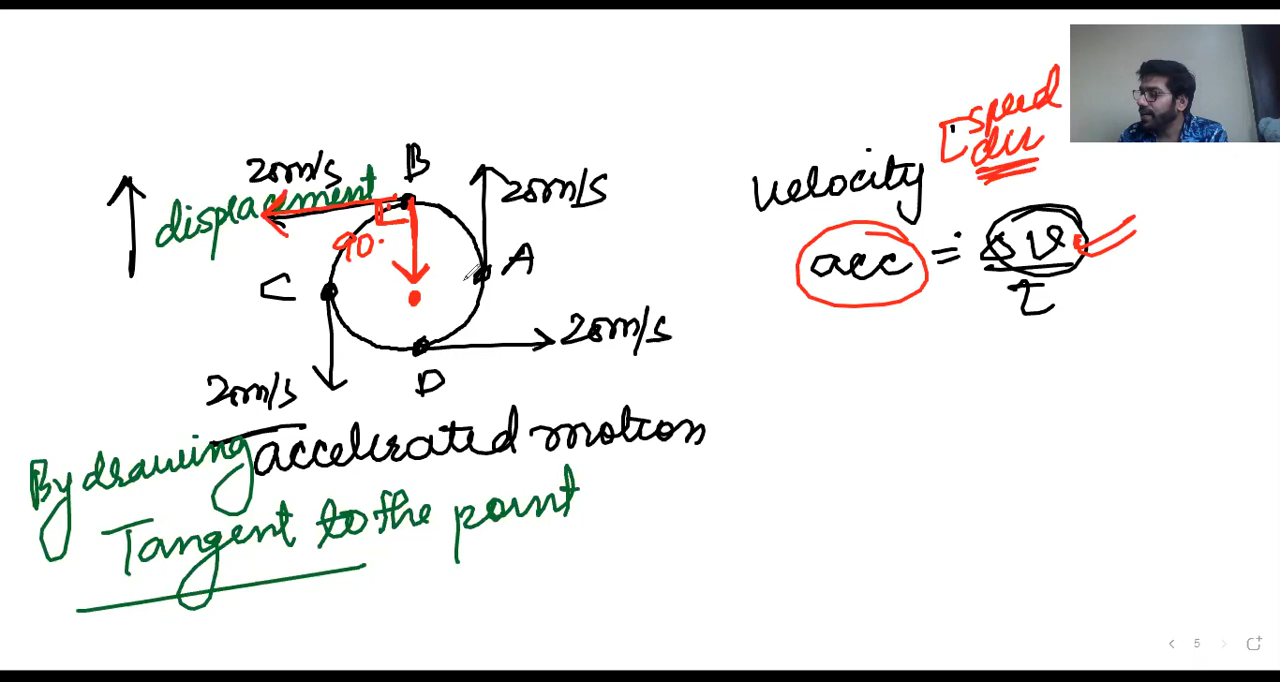 speed
dir
velocity
acc = Δv
t
B
20m/s
20m/s
displacement
90°
A
C
20m/s
D
20m/s
accelerated motion
By drawing
Tangent to the point
5